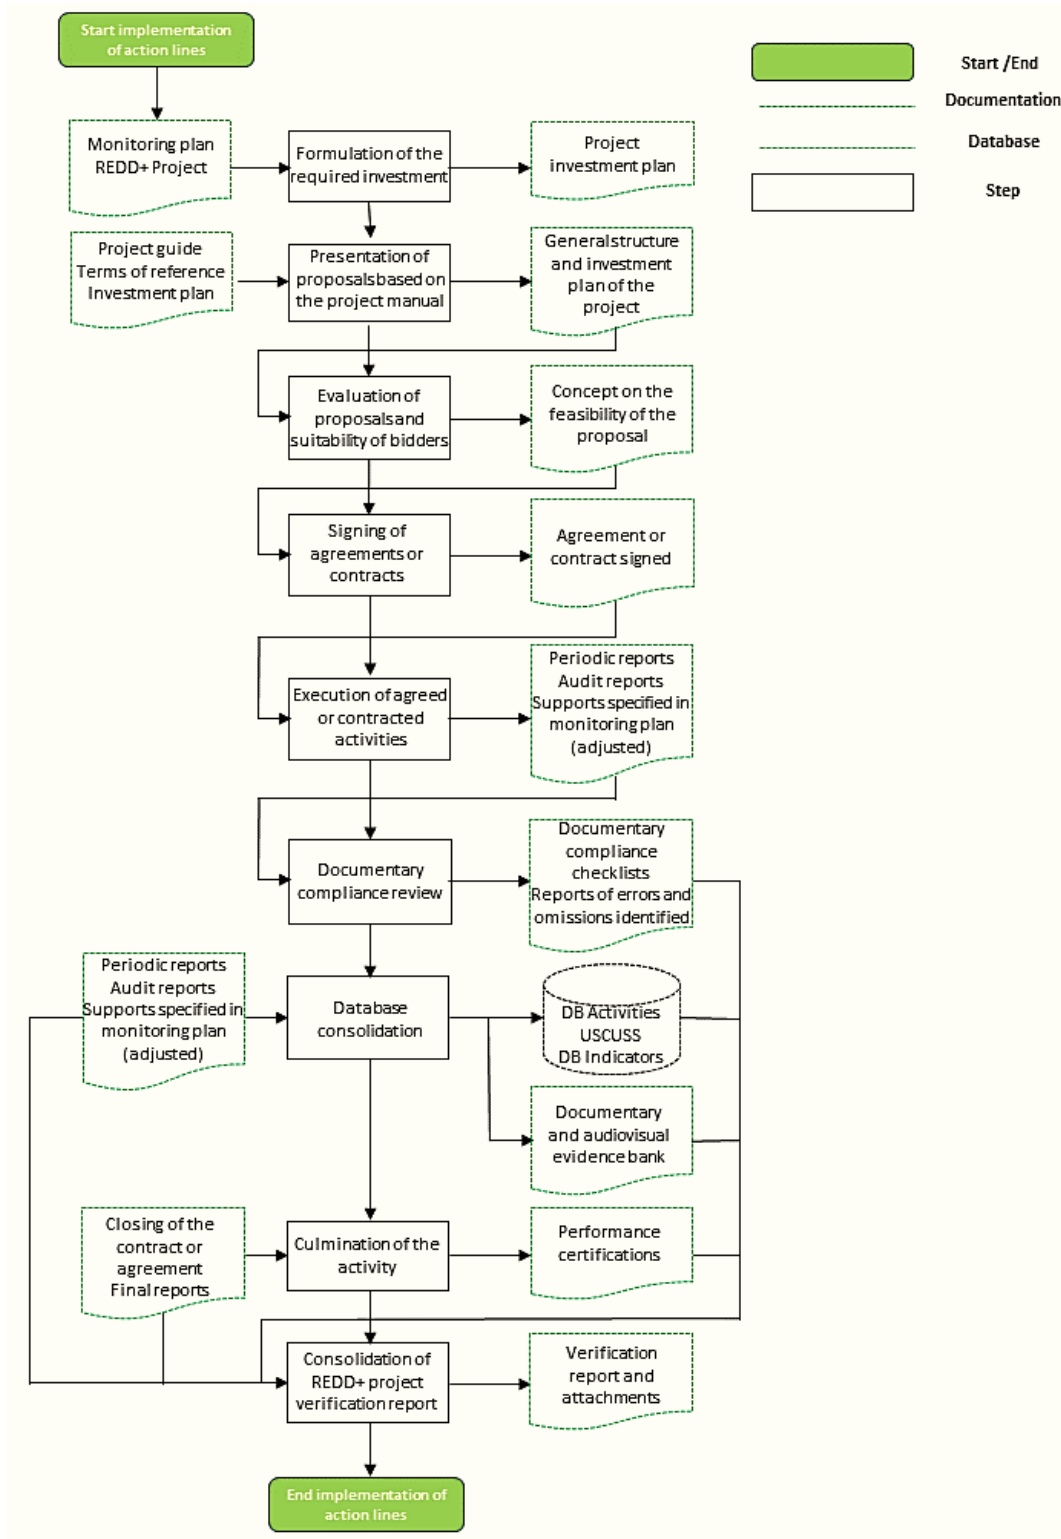 Start implementation
of action lines
Start /End
Documentation
Database
Step
Monitoring plan
REDD+ Project
Formulation of the
required investment
Project
investment plan
Project guide
Terms of reference
Investment plan
Presentation of
proposals based on
the project manual
General structure
and investment
plan of the
project
Evaluation of
proposals and
suitability of bidders
Concept on the
feasibility of the
proposal
Signing of
agreements or
contracts
Agreement or
contract signed
Execution of agreed
or contracted
activities
Periodic reports
Audit reports
Supports specified in
monitoring plan
(adjusted)
Documentary
compliance review
Documentary
compliance
checklists
Reports of errors and
omissions identified
Periodic reports
Audit reports
Supports specified in
monitoring plan
(adjusted)
Database
consolidation
DB Activities
USCUSS
DB Indicators
Documentary
and audiovisual
evidence bank
Closing of the
contract or
agreement
Final reports
Culmination of the
activity
Performance
certifications
Consolidation of
REDD+ project
verification report
Verification
report and
attachments
End implementation of
action lines